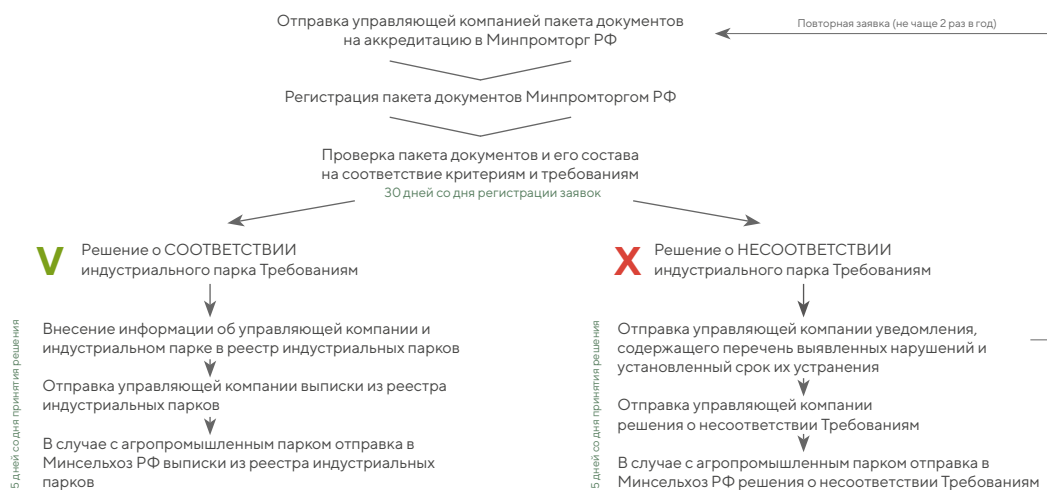 Отправка управляющей компанией пакета документов
на аккредитацию в Минпромторг РФ
Повторная заявка (не чаще 2 раз в год)
Регистрация пакета документов Минпромторгом РФ
Проверка пакета документов и его состава
на соответствие критериям и требованиям
30 дней со дня регистрации заявок
V
Решение о СООТВЕТСТВИИ
индустриального парка Требованиям
5 дней со дня принятия решения
Внесение информации об управляющей компании и
индустриальном парке в реестр индустриальных парков
Отправка управляющей компании выписки из реестра
индустриальных парков
В случае с агропромышленным парком отправка в
Минсельхоз РФ выписки из реестра индустриальных
парков
X
Решение о НЕСООТВЕТСТВИИ
индустриального парка Требованиям
5 дней со дня принятия решения
Отправка управляющей компании уведомления,
содержащего перечень выявленных нарушений и
установленный срок их устранения
Отправка управляющей компании
решения о несоответствии Требованиям
В случае с агропромышленным парком отправка в
Минсельхоз РФ решения о несоответствии Требованиям